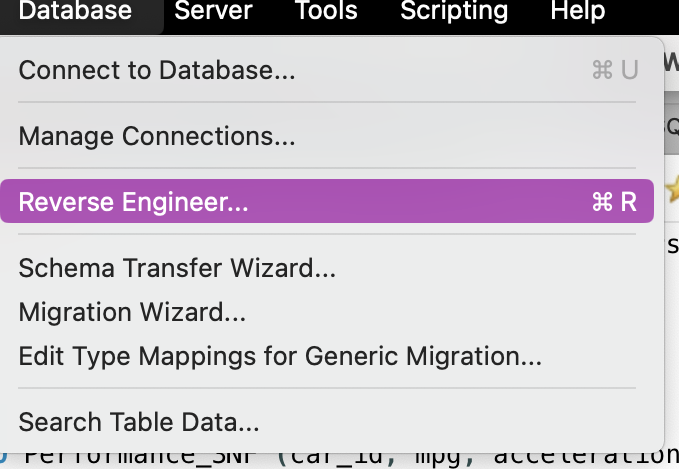 Database Server Tools Scripting Help
Connect to Database... ⌘ U
Manage Connections...
Reverse Engineer... ⌘ R
Schema Transfer Wizard...
Migration Wizard...
Edit Type Mappings for Generic Migration...
Search Table Data...
Performance_SNF (car_id, mpg, acceleration